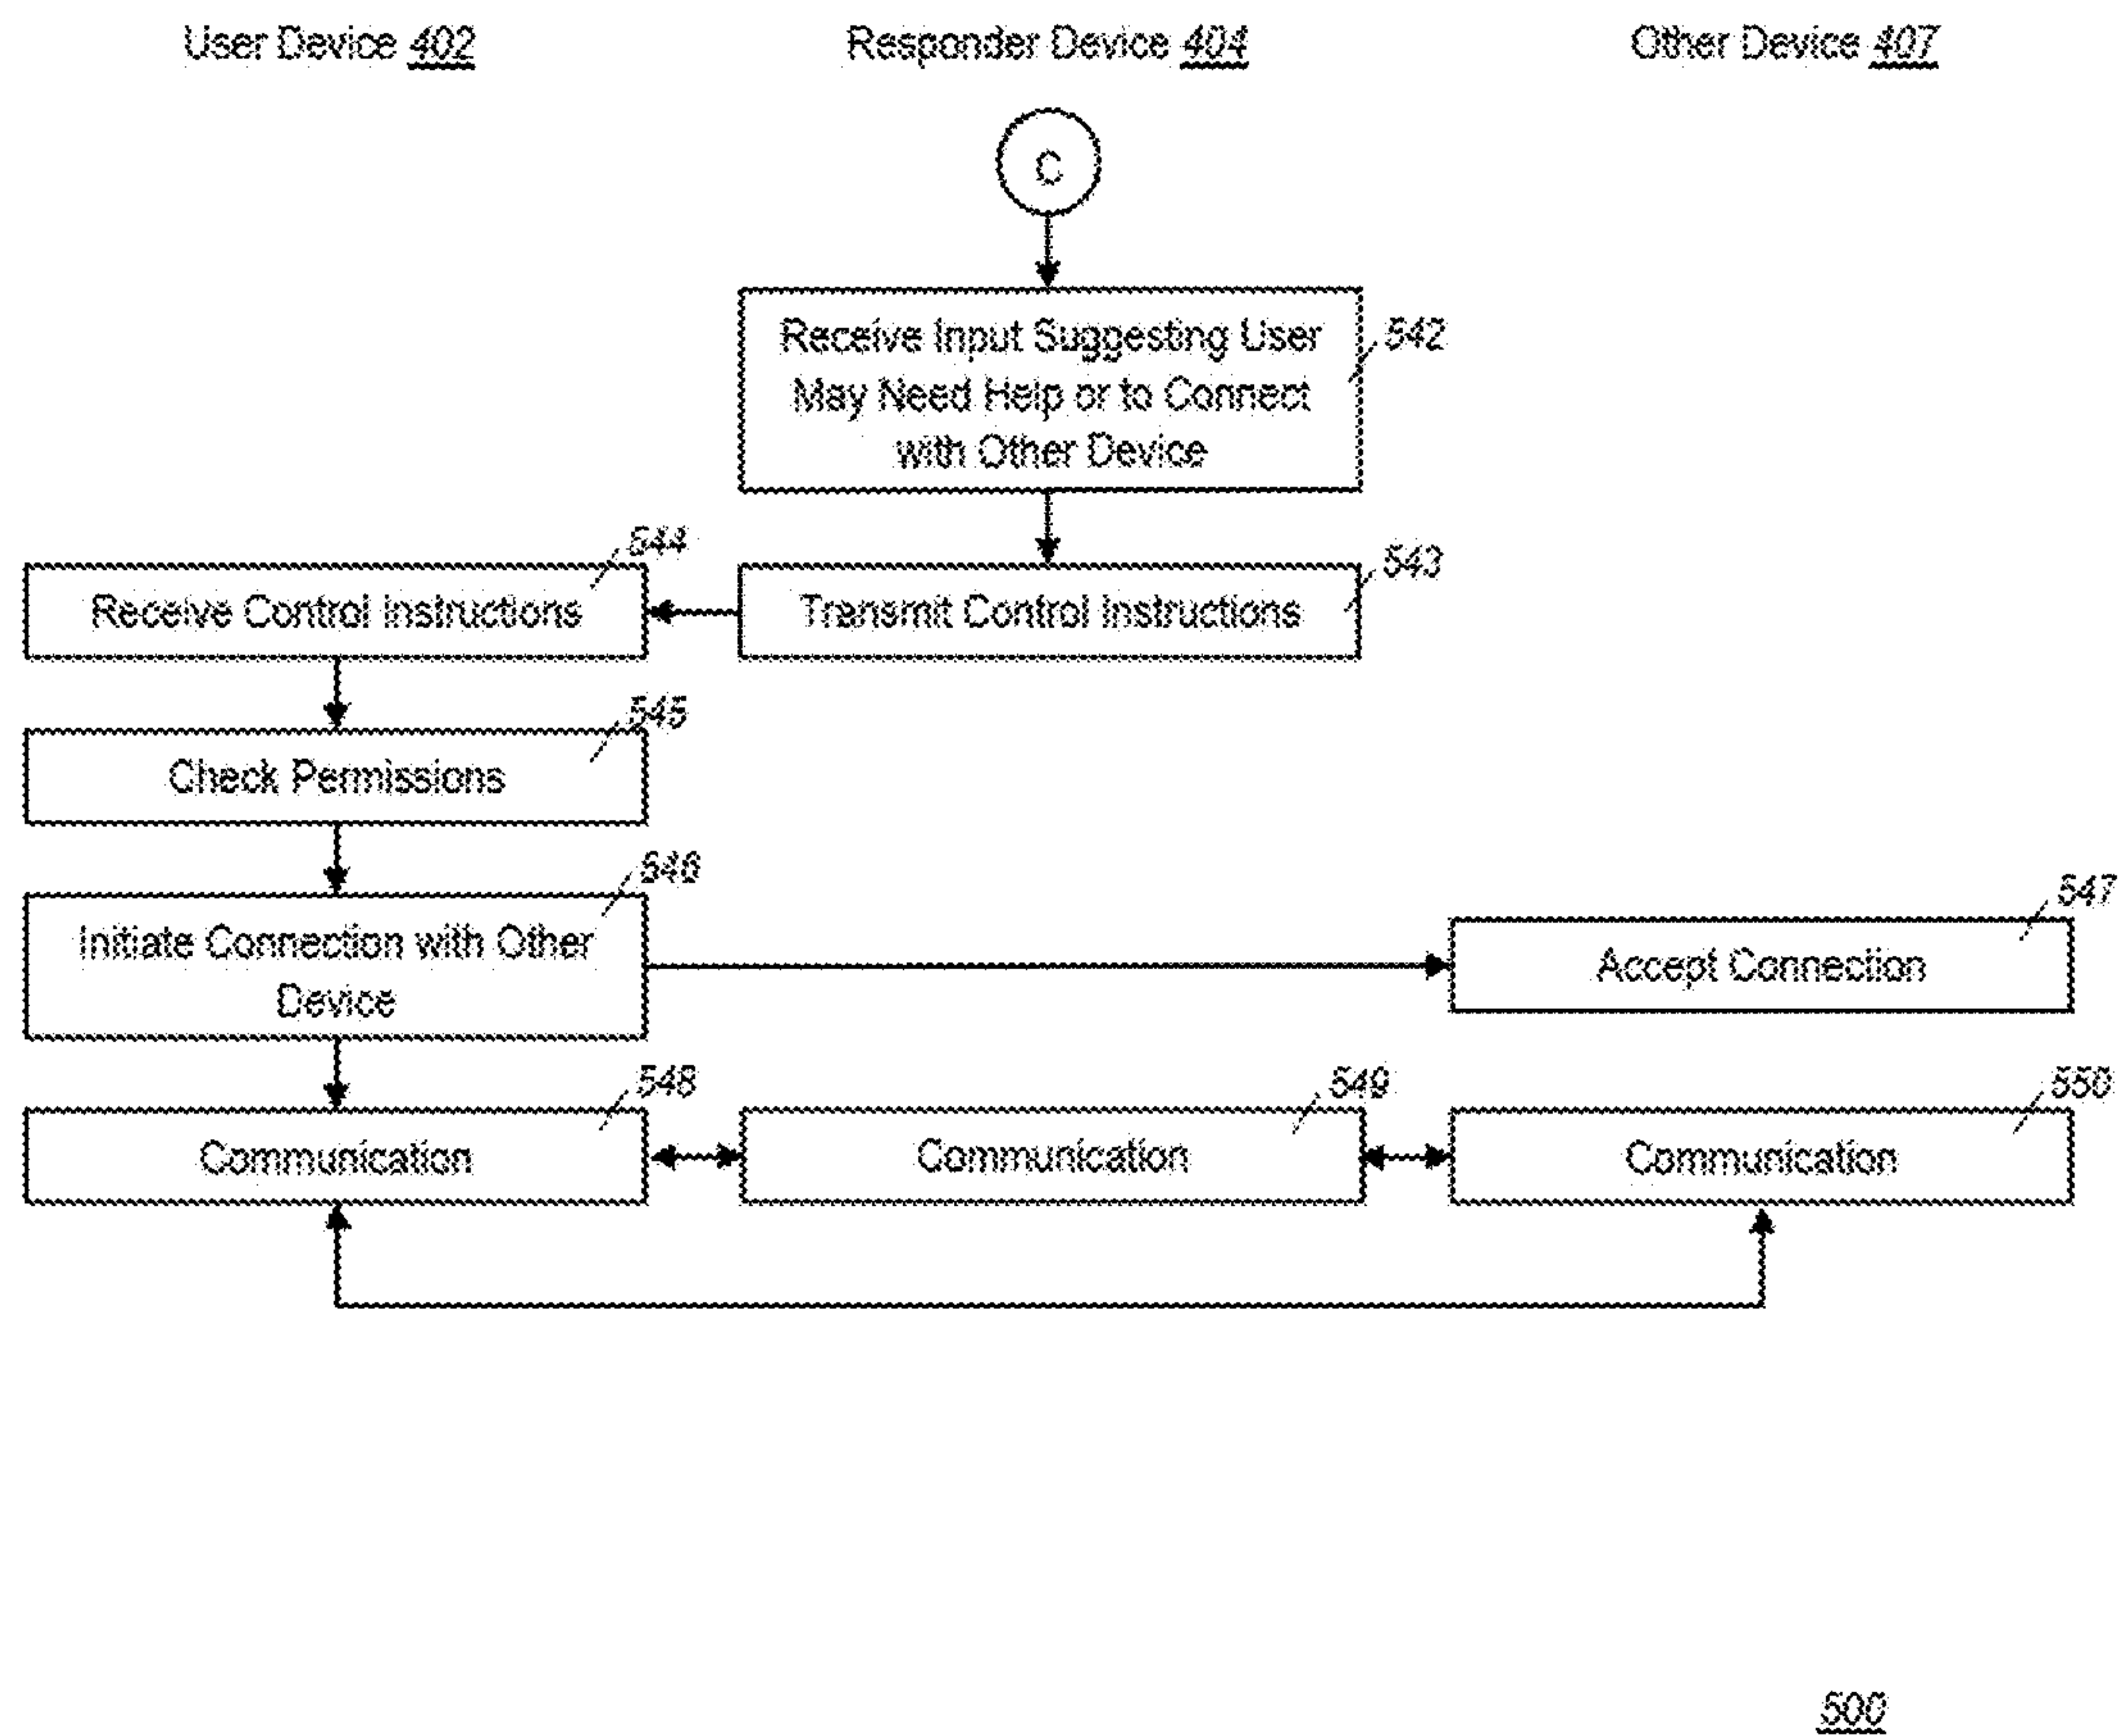 User Device 402
Responder Device 404
Other Device 407
C
Receive Input Suggesting User
May Need Help or to Connect
with Other Device
542
544
543
Receive Control Instructions
Transmit Control Instructions
545
Check Permissions
546
547
Initiate Connection with Other
Device
Accept Connection
548
549
550
Communication
Communication
Communication
500